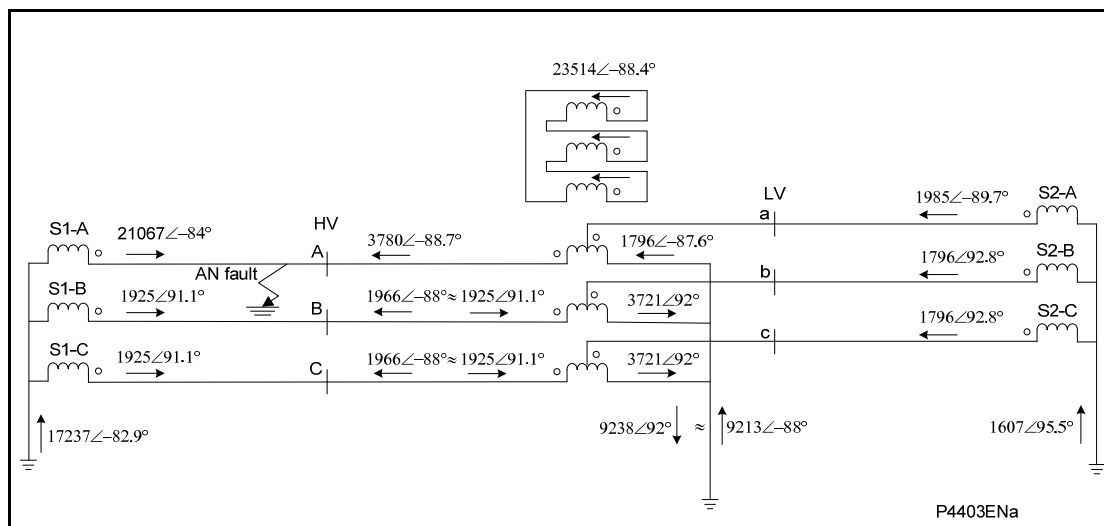 23514∠−88.4°
LV
1985∠−89.7°
S2-A
a
S1-A
21067∠−84°
HV
A
3780∠−88.7°
1796∠−87.6°
AN fault
1796∠92.8°
S2-B
b
S1-B
1925∠91.1°
B
1966∠−88°≈1925∠91.1°
3721∠92°
1796∠92.8°
S2-C
c
S1-C
1925∠91.1°
C
1966∠−88°≈1925∠91.1°
3721∠92°
17237∠−82.9°
9238∠92° ≈ 9213∠−88°
1607∠95.5°
P4403ENa